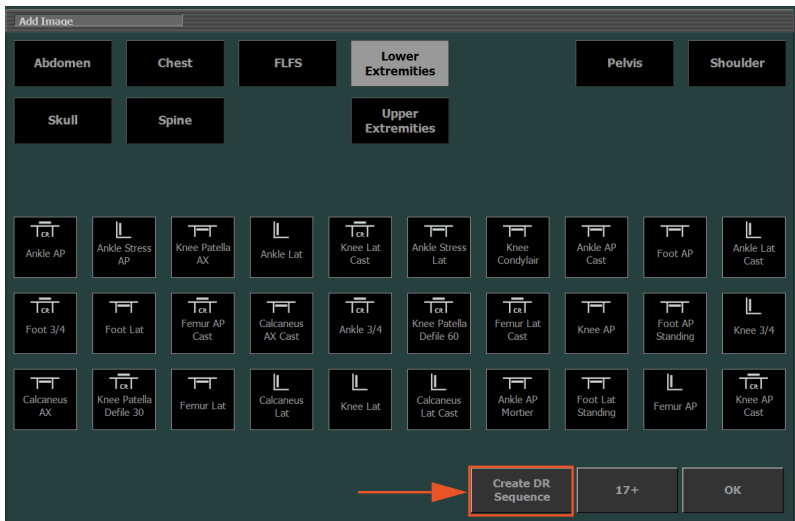 Add Image
Abdomen
Chest
FLFS
Lower
Extremities
Pelvis
Shoulder
Skull
Spine
Upper
Extremities
CR
Ankle AP
Ankle Stress
AP
Knee Patella
AX
Ankle Lat
CR
Knee Lat
Cast
Ankle Stress
Lat
Knee
Condylair
Ankle AP
Cast
Foot AP
Ankle Lat
Cast
CR
Foot 3/4
Foot Lat
CR
Femur AP
Cast
Calcaneus
AX Cast
CR
Ankle 3/4
CR
Knee Patella
Defile 60
CR
Femur Lat
Cast
Knee AP
Foot AP
Standing
Knee 3/4
Calcaneus
AX
CR
Knee Patella
Defile 30
Femur Lat
Calcaneus
Lat
Knee Lat
Calcaneus
Lat Cast
Ankle AP
Mortier
Foot Lat
Standing
Femur AP
CR
Knee AP
Cast
Create DR
Sequence
17+
OK